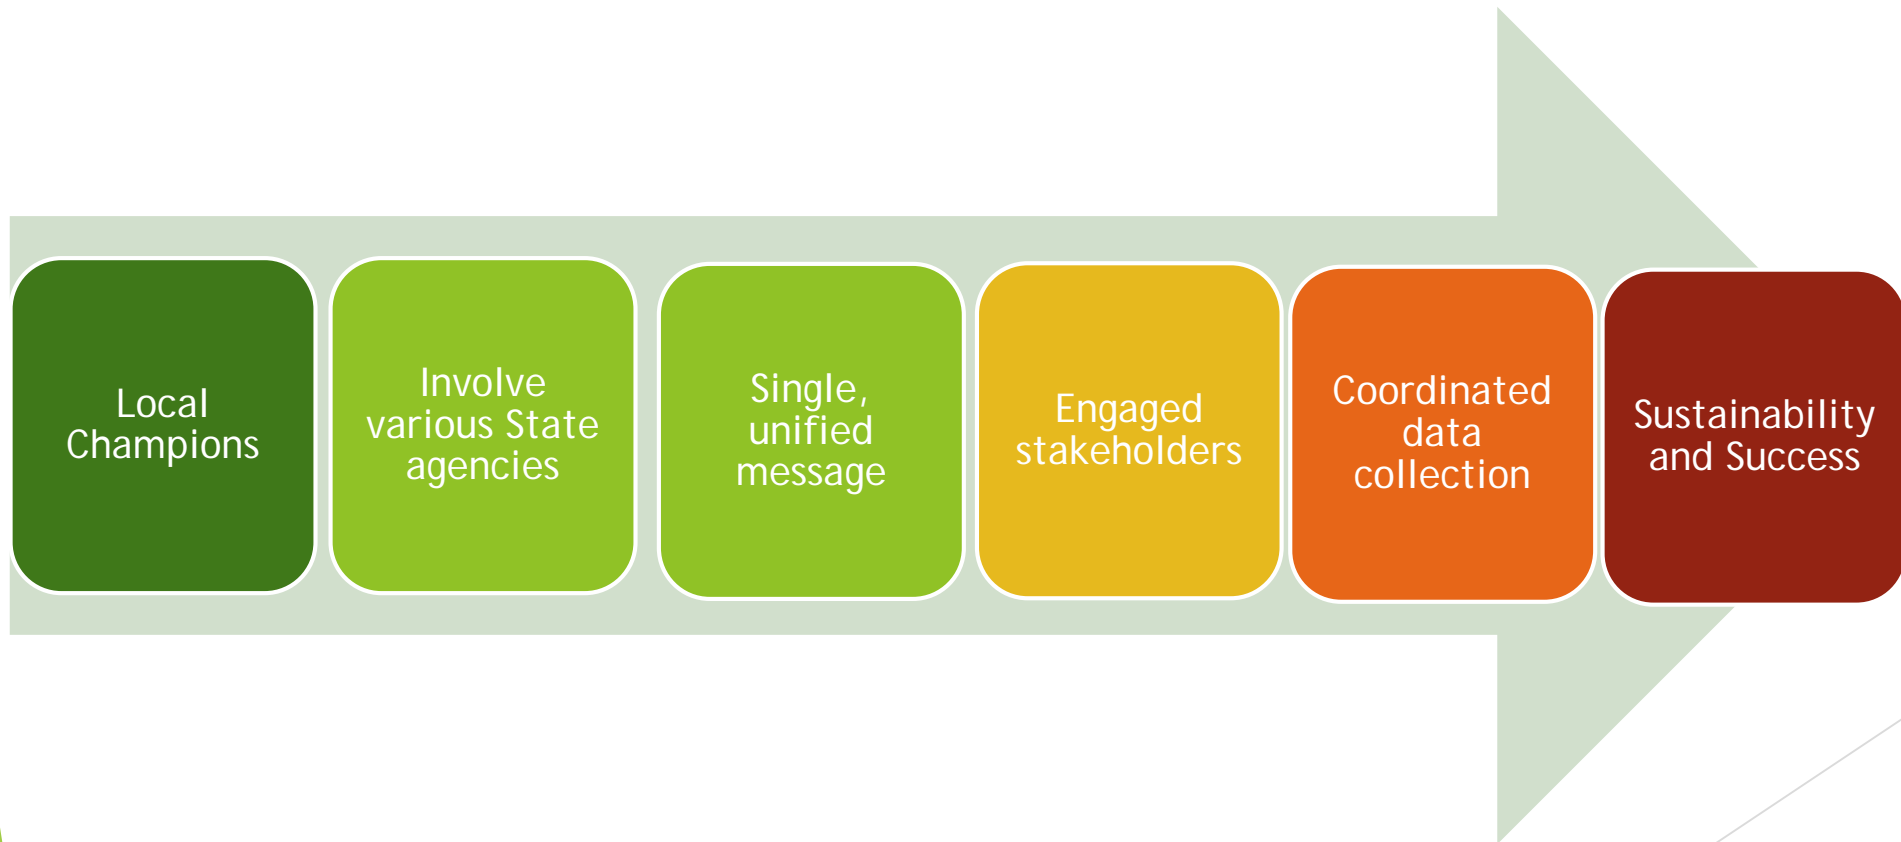 Local
Champions
Involve
various State
agencies
Single,
unified
message
Engaged
stakeholders
Coordinated
data
collection
Sustainability
and Success